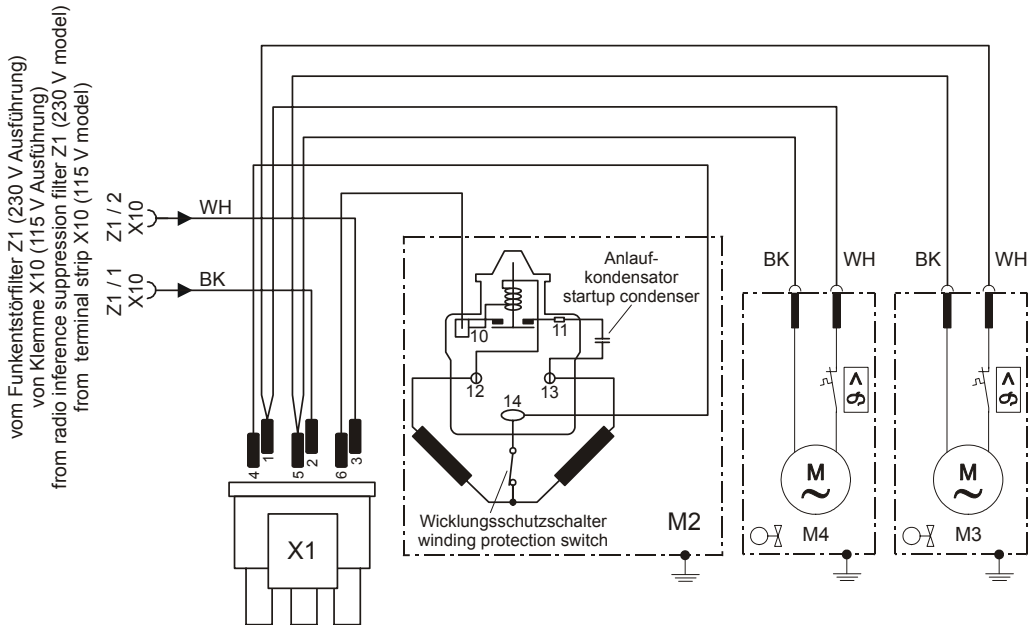 vom Funkentstörfilter Z1 (230 V Ausführung)
von Klemme X10 (115 V Ausführung)
from radio inference suppression filter Z1 (230 V model)
from terminal strip X10 (115 V model)
Z1 / 2
X10
WH
Z1 / 1
X10
BK
4
1
5
2
6
3
X1
10
11
12
13
14
Anlauf-
kondensator
startup condenser
Wicklungsschutzschalter
winding protection switch
M2
BK
WH
ϑ>
M
~
M4
BK
WH
ϑ>
M
~
M3